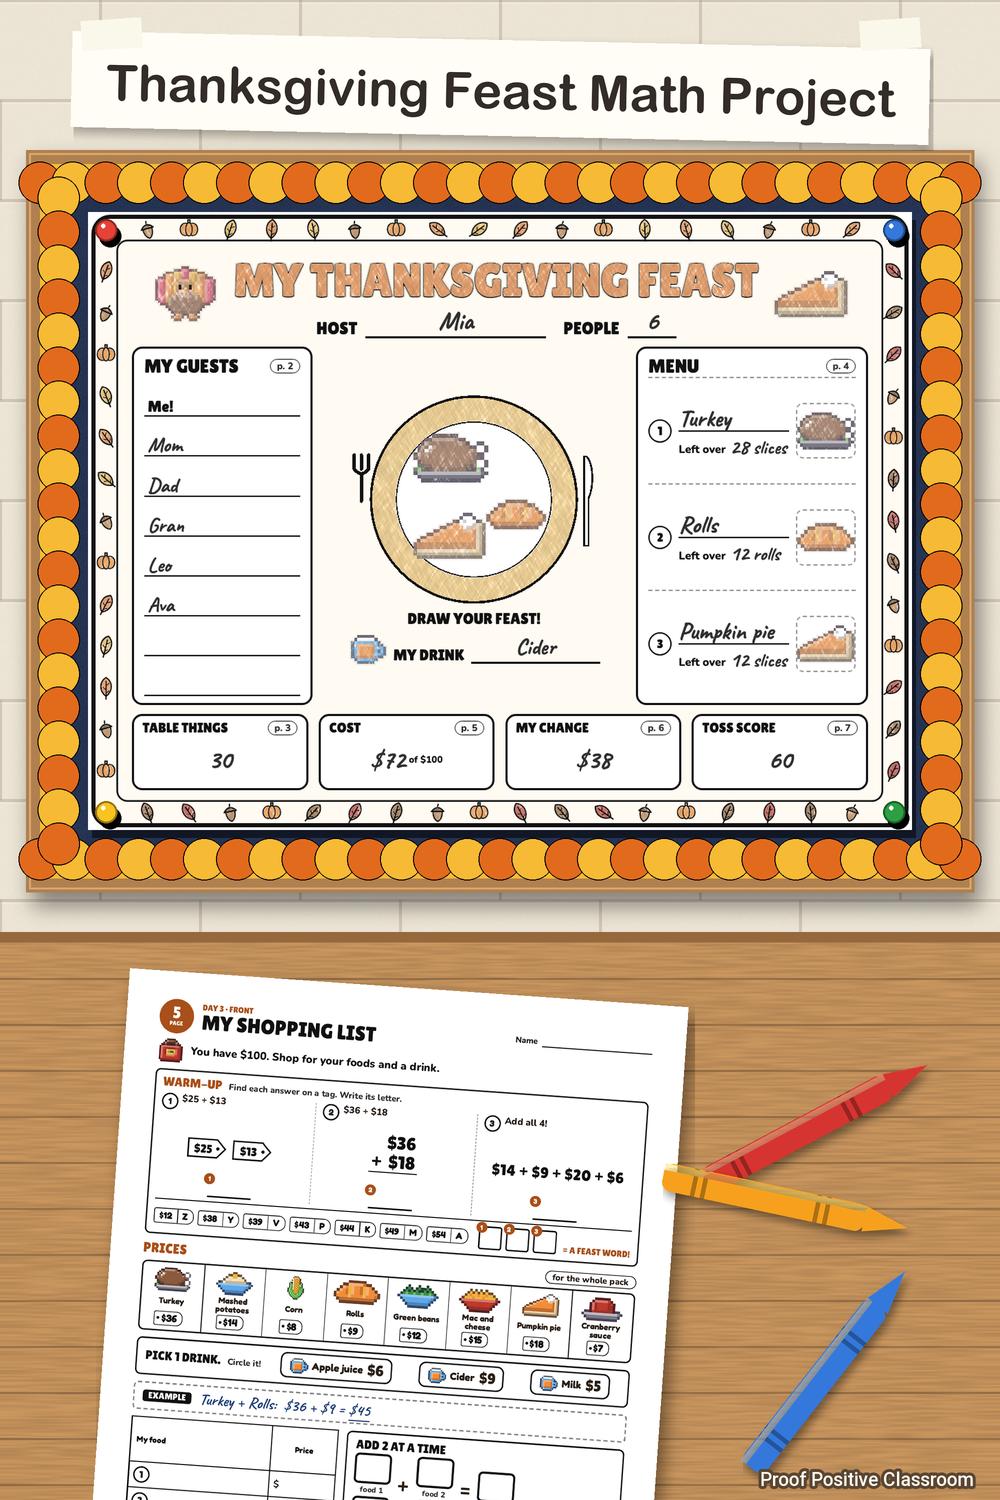 Thanksgiving Feast Math Project
MY THANKSGIVING FEAST
HOST Mia PEOPLE 6
MY GUESTS p. 2
Me!
Mom
Dad
Gran
Leo
Ava
DRAW YOUR FEAST!
MY DRINK Cider
MENU p. 4
1 Turkey
Left over 28 slices
2 Rolls
Left over 12 rolls
3 Pumpkin pie
Left over 12 slices
TABLE THINGS p. 3
30
COST p. 5
$72 of $100
MY CHANGE p. 6
$38
TOSS SCORE p. 7
60
5
PAGE
DAY 3 · FRONT
MY SHOPPING LIST
Name
You have $100. Shop for your foods and a drink.
WARM-UP Find each answer on a tag. Write its letter.
1 $25 + $13
$25 $13
1
2 $36 + $18
$36
+ $18
2
3 Add all 4!
$14 + $9 + $20 + $6
3
$12 Z $38 Y $39 V $43 P $44 K $49 M $54 A
1 2 3 = A FEAST WORD!
PRICES
for the whole pack
Turkey
$36
Mashed
potatoes
$14
Corn
$8
Rolls
$9
Green beans
$12
Mac and
cheese
$15
Pumpkin pie
$18
Cranberry
sauce
$7
PICK 1 DRINK. Circle it! Apple juice $6 Cider $9 Milk $5
EXAMPLE Turkey + Rolls: $36 + $9 = $45
My food Price
1 $
ADD 2 AT A TIME
+ =
food 1 food 2
Proof Positive Classroom